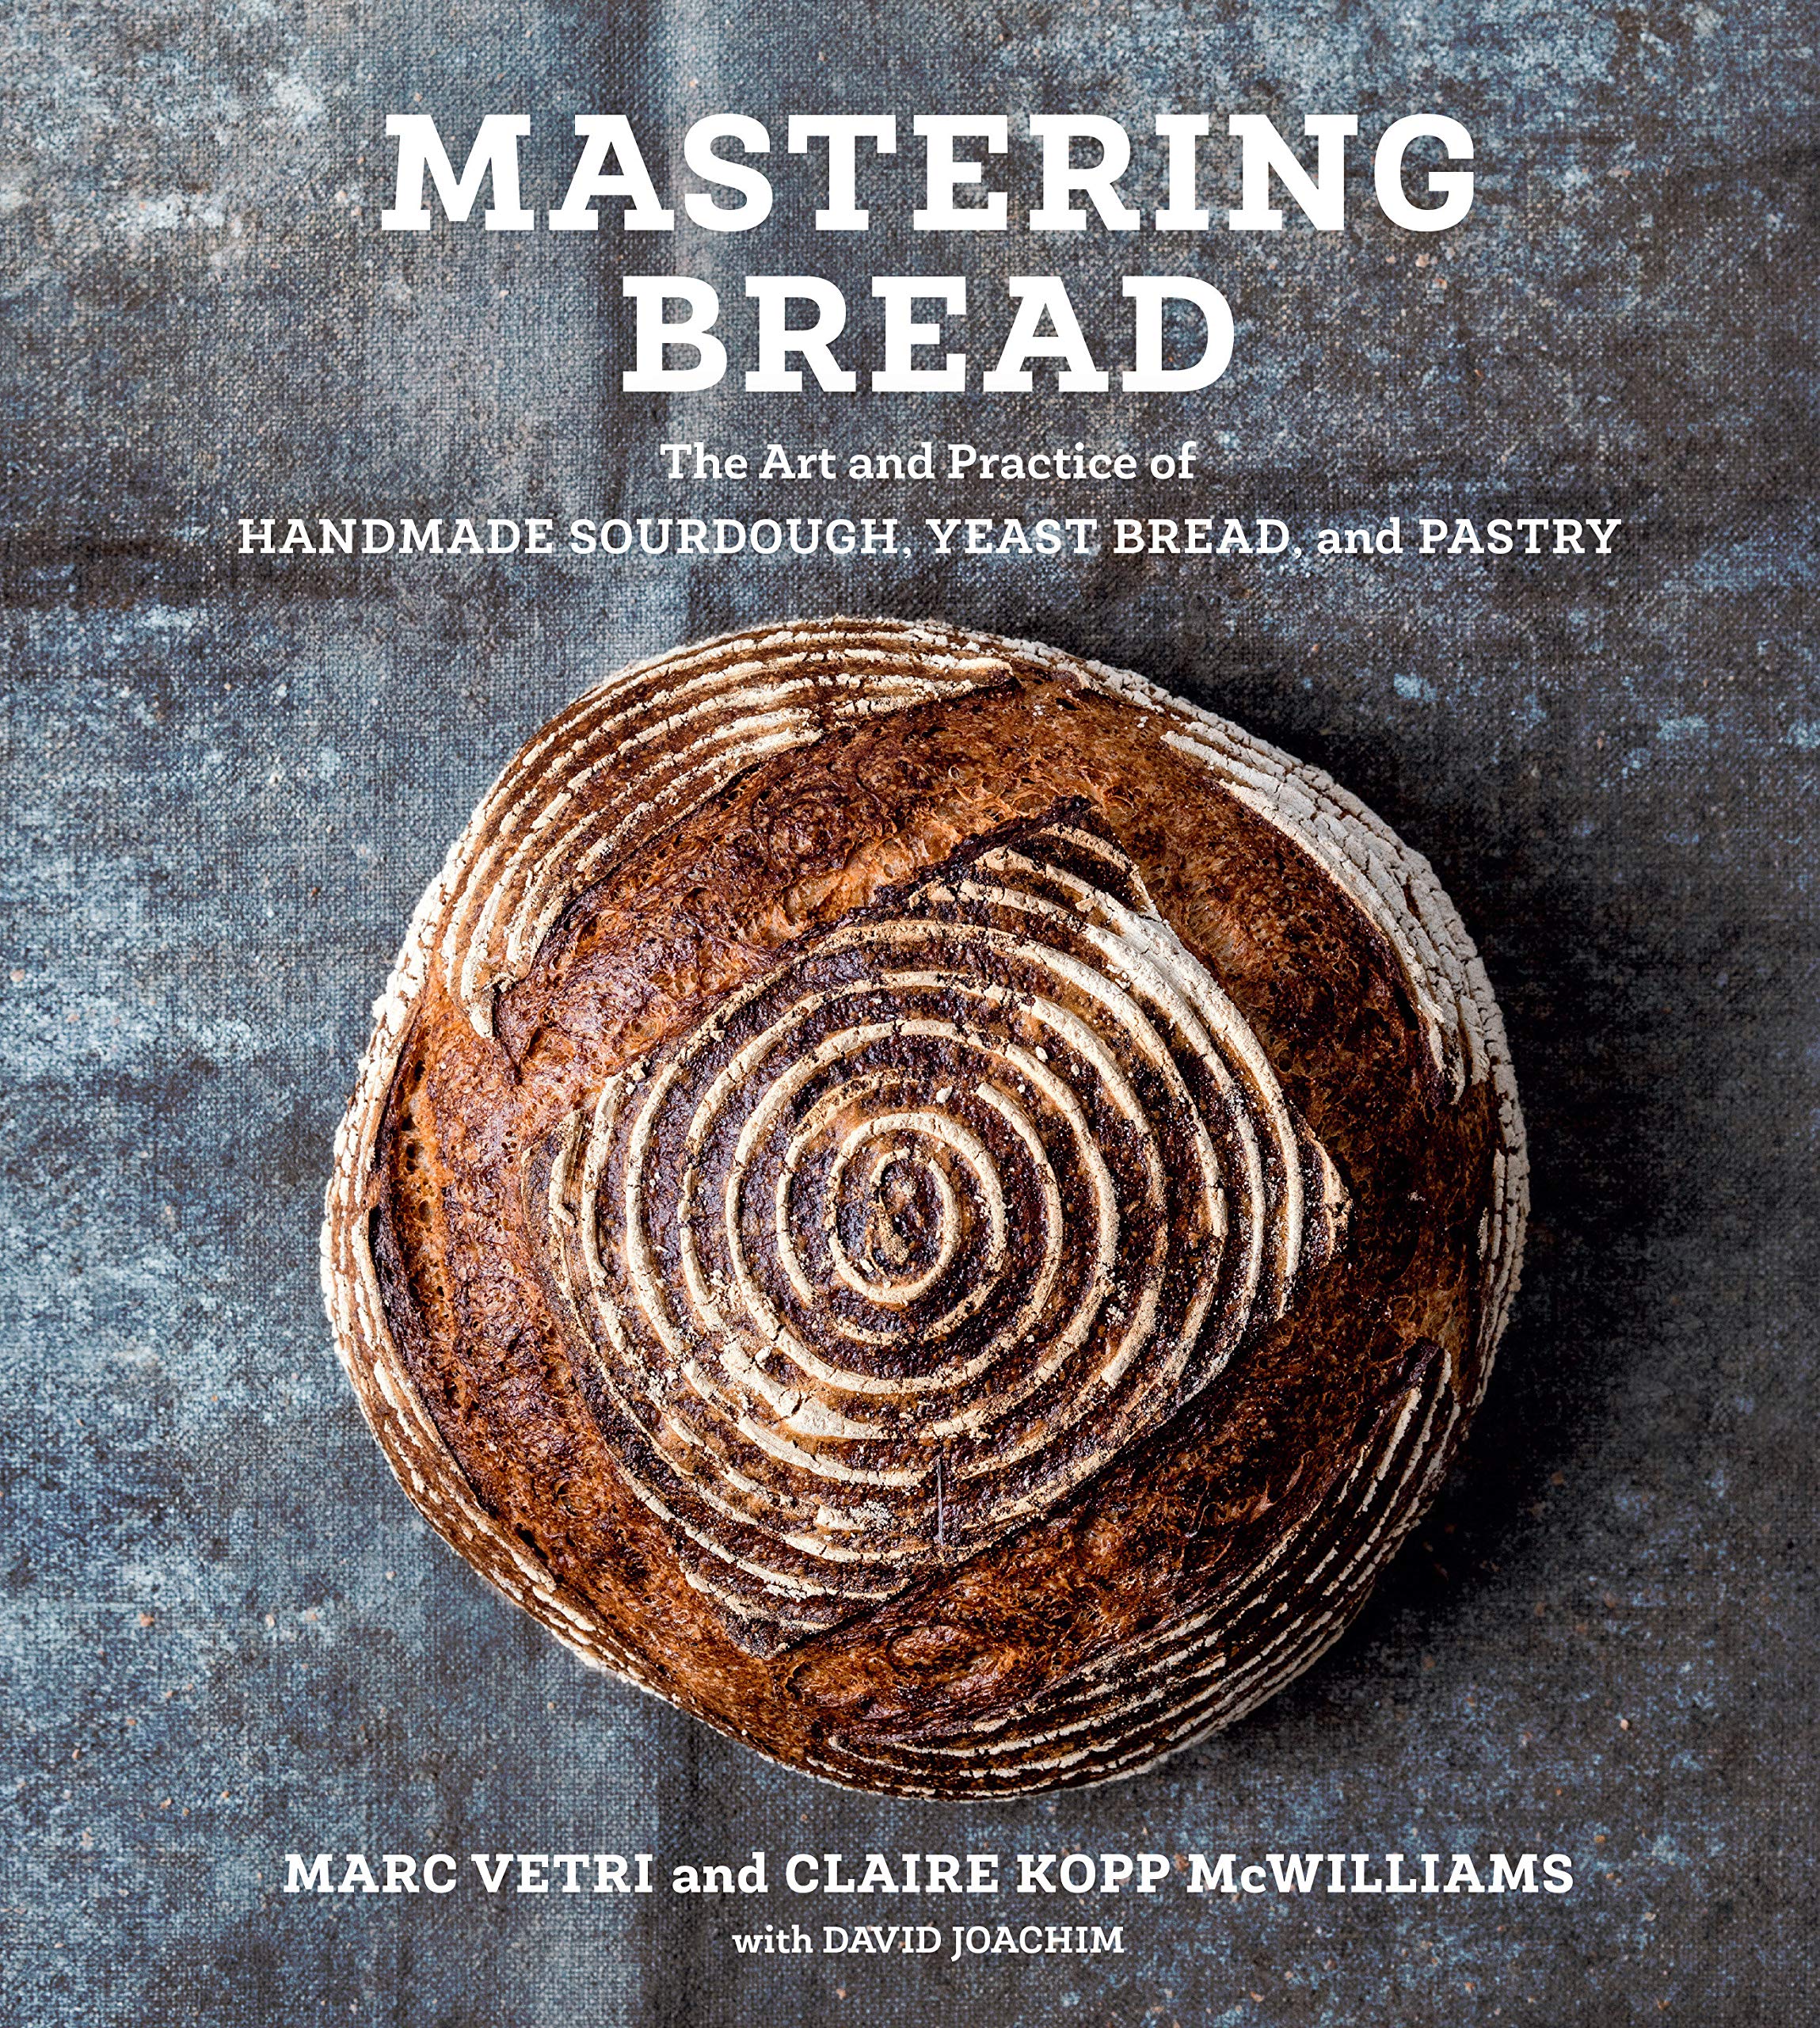 MASTERING
BREAD
The Art and Practice of
HANDMADE SOURDOUGH, YEAST BREAD, and PASTRY
MARC VETRI and CLAIRE KOPP McWILLIAMS
with DAVID JOACHIM